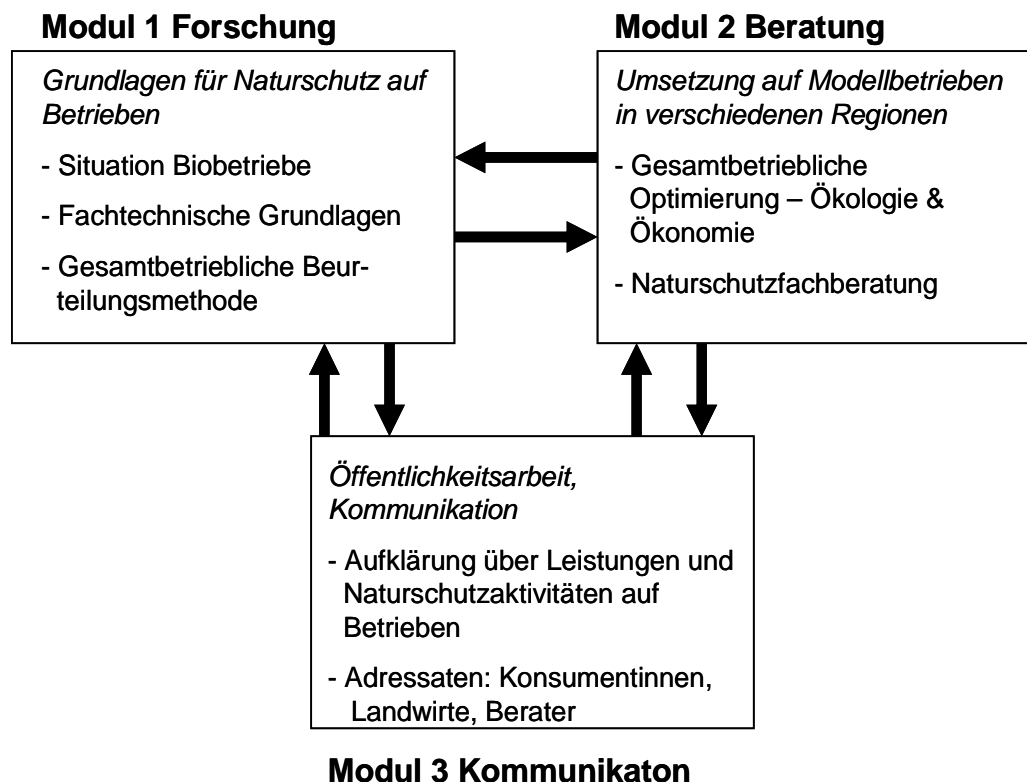 Modul 1 Forschung
Grundlagen für Naturschutz auf
Betrieben
- Situation Biobetriebe
- Fachtechnische Grundlagen
- Gesamtbetriebliche Beur-
teilungsmethode
Modul 2 Beratung
Umsetzung auf Modellbetrieben
in verschiedenen Regionen
- Gesamtbetriebliche
Optimierung – Ökologie &
Ökonomie
- Naturschutzfachberatung
Öffentlichkeitsarbeit,
Kommunikation
- Aufklärung über Leistungen und
Naturschutzaktivitäten auf
Betrieben
- Adressaten: Konsumentinnen,
Landwirte, Berater
Modul 3 Kommunikaton